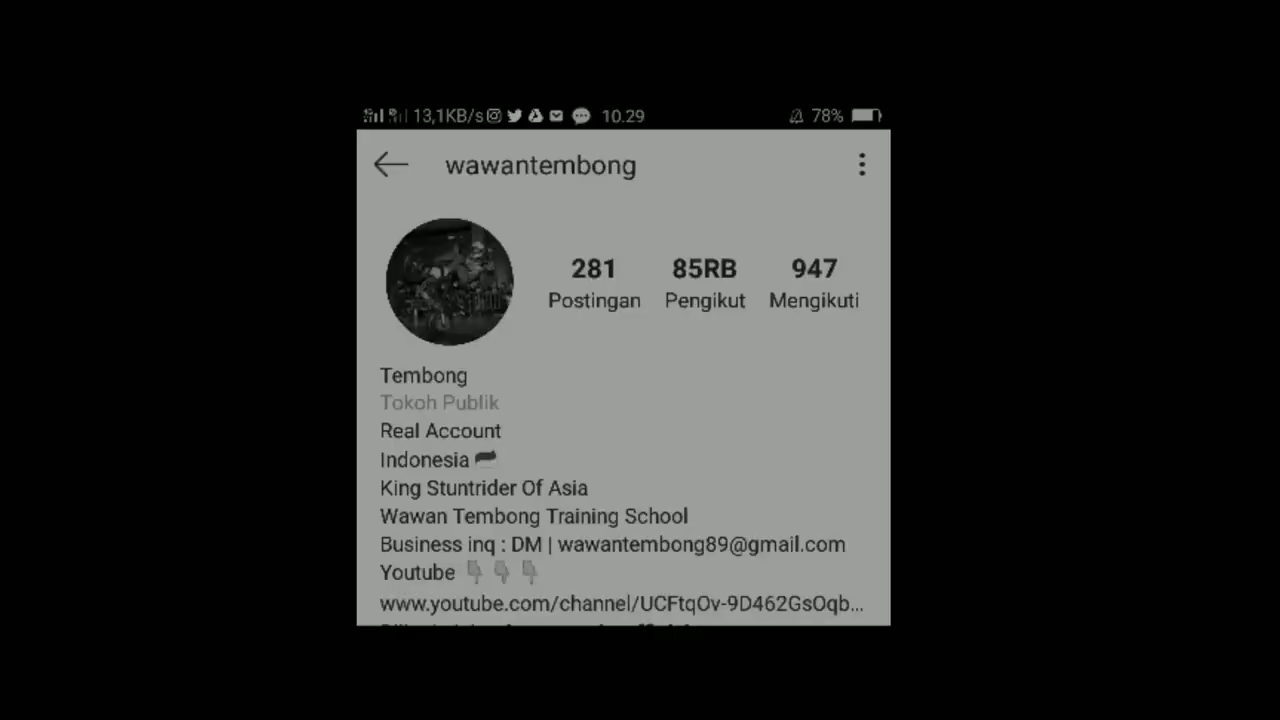 13,1KB/s 10.29 78%
wawantembong
281 85RB 947
Postingan Pengikut Mengikuti
Tembong
Tokoh Publik
Real Account
Indonesia
King Stuntrider Of Asia
Wawan Tembong Training School
Business inq : DM | wawantembong89@gmail.com
Youtube 👇 👇 👇
www.youtube.com/channel/UCFtqOv-9D462GsOqb...